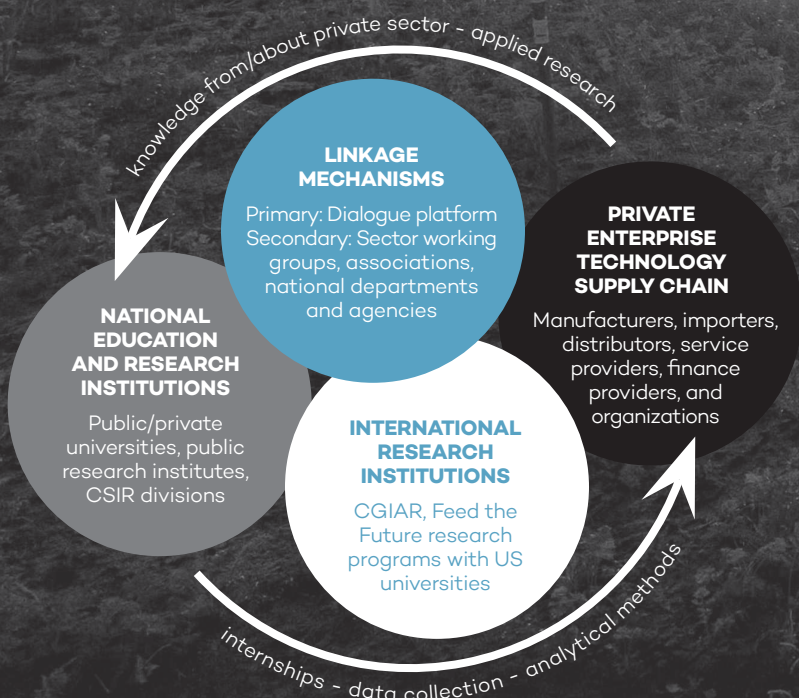 knowledge from/about private sector - applied research
LINKAGE
MECHANISMS
Primary: Dialogue platform
Secondary: Sector working
groups, associations,
national departments
and agencies
PRIVATE
ENTERPRISE
TECHNOLOGY
SUPPLY CHAIN
Manufacturers, importers,
distributors, service
providers, finance
providers, and
organizations
NATIONAL
EDUCATION
AND RESEARCH
INSTITUTIONS
Public/private
universities, public
research institutes,
CSIR divisions
INTERNATIONAL
RESEARCH
INSTITUTIONS
CGIAR, Feed the
Future research
programs with US
universities
internships - data collection - analytical methods